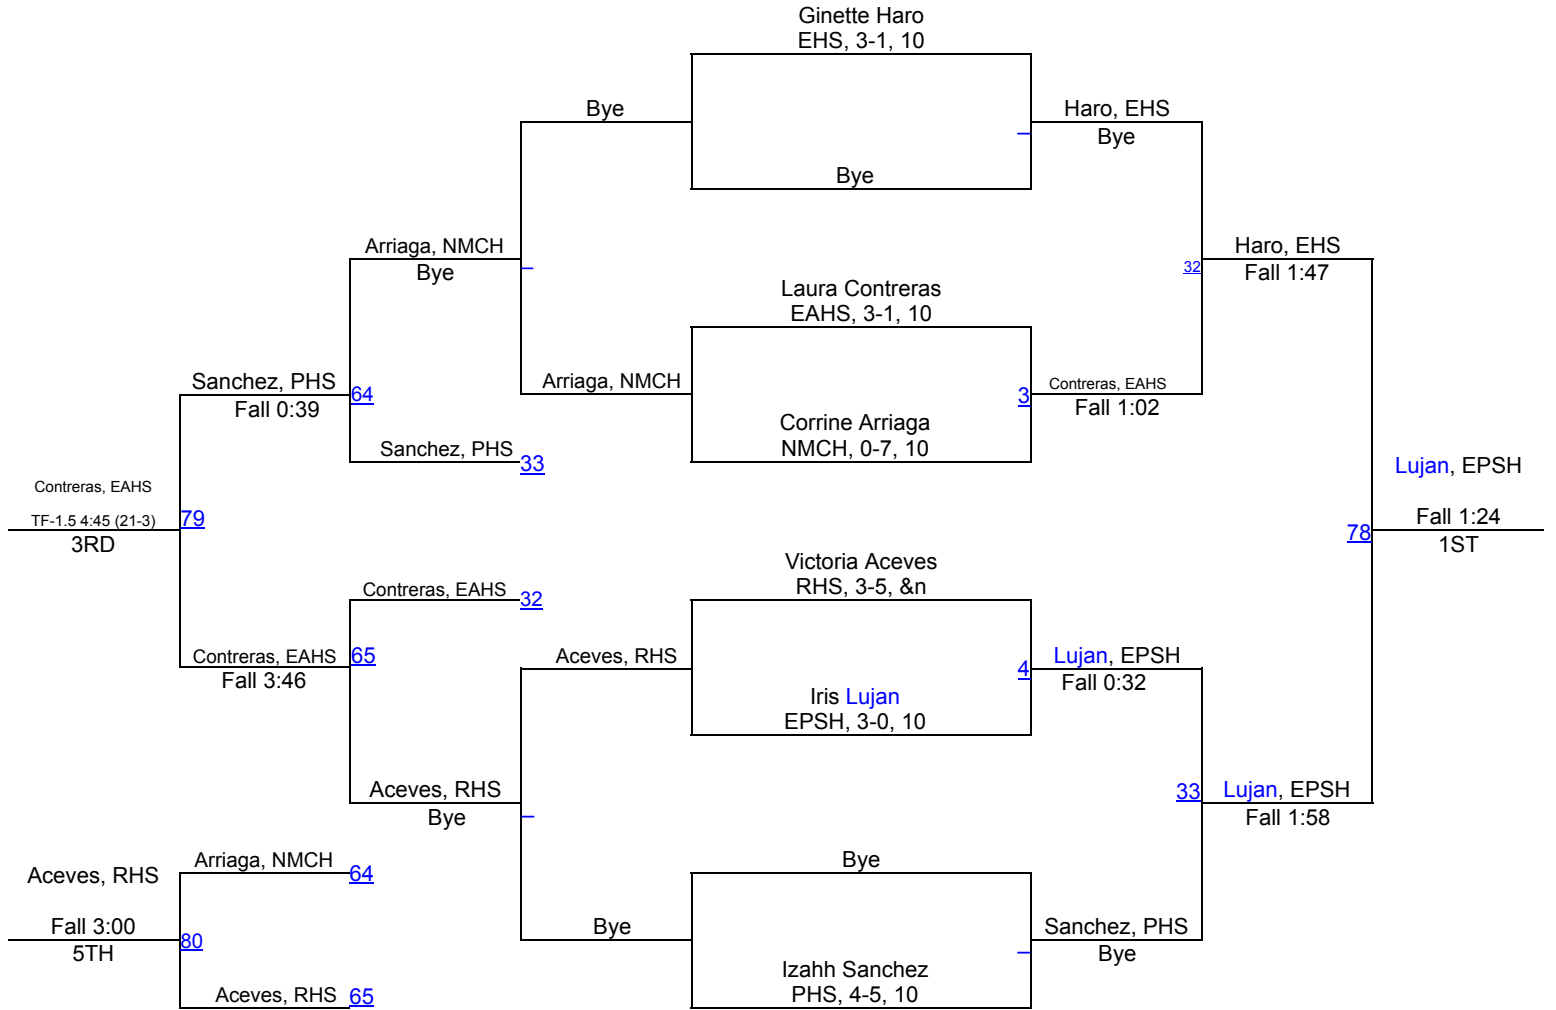 Ginette Haro
EHS, 3-1, 10
Bye
Haro, EHS
Bye
Bye
Arriaga, NMCH
Bye
Haro, EHS
32
Fall 1:47
Laura Contreras
EAHS, 3-1, 10
Sanchez, PHS
64
Fall 0:39
Arriaga, NMCH
3
Contreras, EAHS
Fall 1:02
Corrine Arriaga
NMCH, 0-7, 10
Sanchez, PHS
33
Contreras, EAHS
TF-1.5 4:45 (21-3)
79
3RD
Lujan, EPSH
Fall 1:24
78
1ST
Victoria Aceves
RHS, 3-5, &n
Contreras, EAHS
32
Contreras, EAHS
65
Fall 3:46
Aceves, RHS
4
Lujan, EPSH
Fall 0:32
Iris Lujan
EPSH, 3-0, 10
Aceves, RHS
Bye
33
Lujan, EPSH
Fall 1:58
Arriaga, NMCH
64
Aceves, RHS
Fall 3:00
80
5TH
Bye
Bye
Sanchez, PHS
Bye
Izahh Sanchez
PHS, 4-5, 10
Aceves, RHS
65